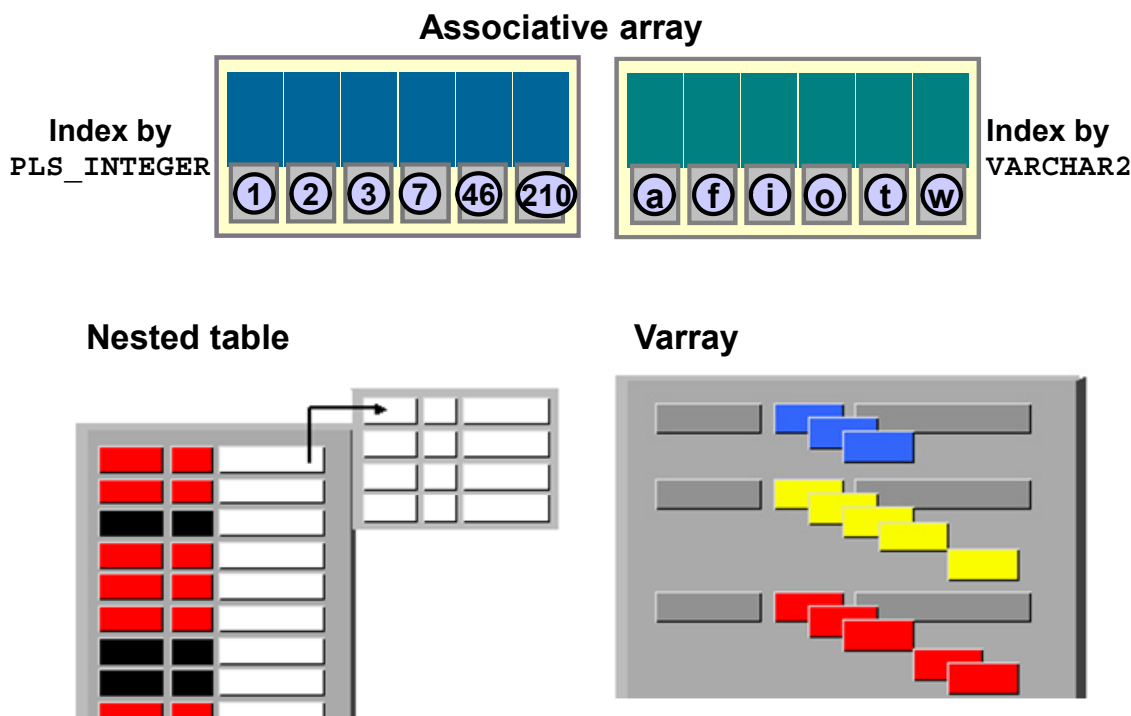 Associative array
Index by
PLS_INTEGER
1 2 3 7 46 210
a f i o t w
Index by
VARCHAR2
Nested table
Varray